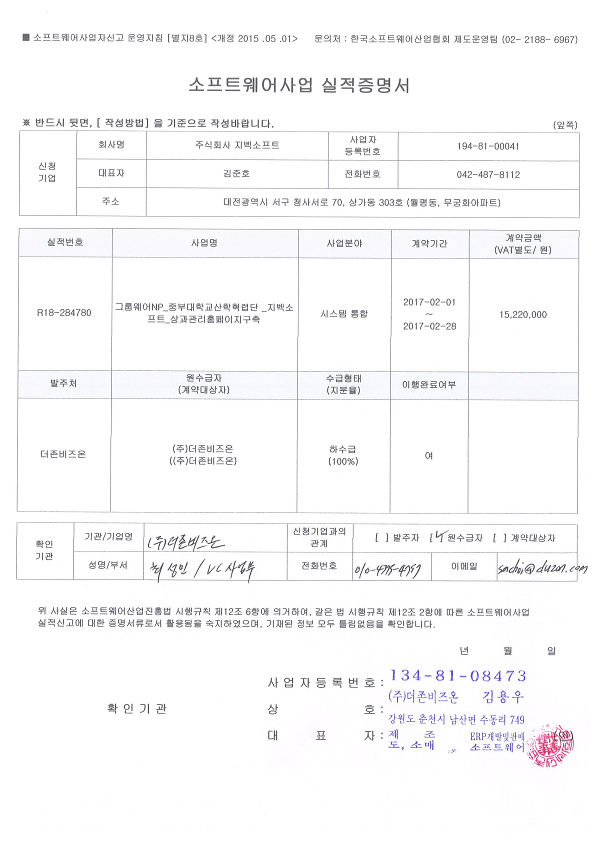 ■ 소프트웨어사업자신고 운영지침 [별지8호] <개정 2015 .05 .01> 문의처 : 한국소프트웨어산업협회 제도운영팀 (02- 2188- 6967)
소프트웨어사업 실적증명서
※ 반드시 뒷면, [ 작성방법] 을 기준으로 작성바랍니다. (앞쪽)
신청 기업
회사명 주식회사 지백소프트 사업자 등록번호 194-81-00041
대표자 김준호 전화번호 042-487-8112
주소 대전광역시 서구 청사서로 70, 상가동 303호 (월평동, 무궁화아파트)
실적번호 사업명 사업분야 계약기간 계약금액 (VAT별도/ 원)
R18-284780 그룹웨어NP_중부대학교산학협렵단 _지백소
프트_성과관리홈페이지구축 시스템 통합 2017-02-01
~
2017-02-28 15,220,000
발주처 원수급자 (계약대상자) 수급형태 (지분율) 이행완료여부
더존비즈온 (주)더존비즈온 ((주)더존비즈온) 하수급 (100%) 여
확인 기관
기관/기업명 (주)더존비즈온 신청기업과의 관계 [ ] 발주자 [✓] 원수급자 [ ] 계약대상자
성명/부서 최성인 / 사업부 전화번호 이메일 @duzon.com
위 사실은 소프트웨어산업진흥법 시행규칙 제12조 6항에 의거하여, 같은 법 시행규칙 제12조 2항에 따른 소프트웨어사업
실적신고에 대한 증명서류로서 활용됨을 숙지하였으며, 기재된 정보 모두 틀림없음을 확인합니다.
년 월 일
확 인 기 관
사 업 자 등 록 번 호 : 134-81-08473
상 호 : (주)더존비즈온 김용우
강원도 춘천시 남산면 수동리 749
대 표 자 : 제 조 ERP개발및판매
도, 소매 소프트웨어
(인)